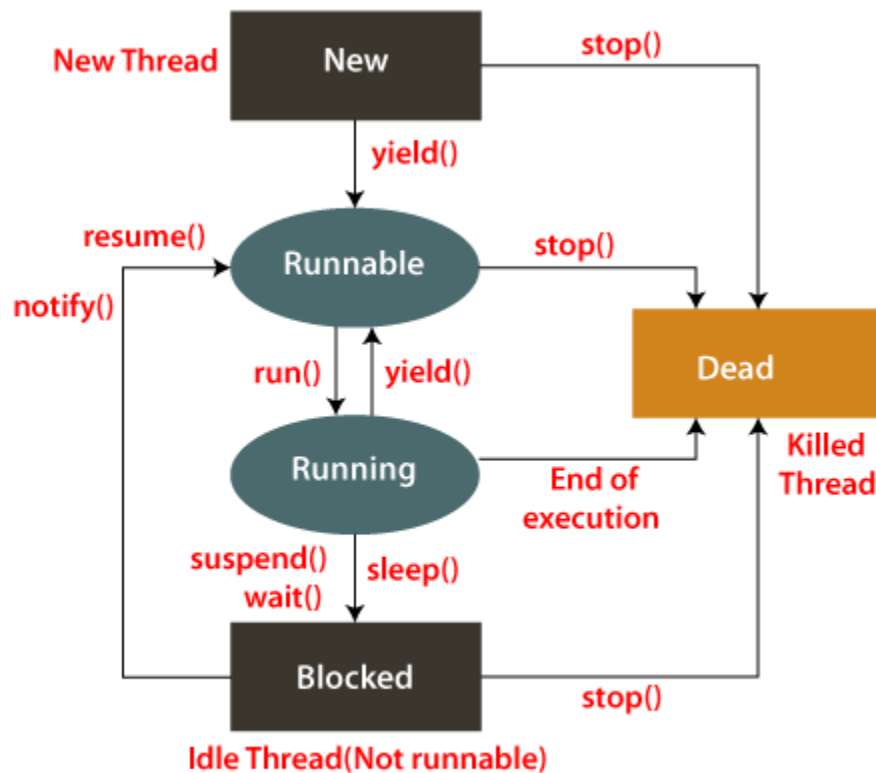 New Thread
New
stop()
yield()
resume()
Runnable
stop()
notify()
run()
yield()
Dead
Running
Killed
Thread
End of
execution
suspend()
wait()
sleep()
Blocked
stop()
Idle Thread(Not runnable)